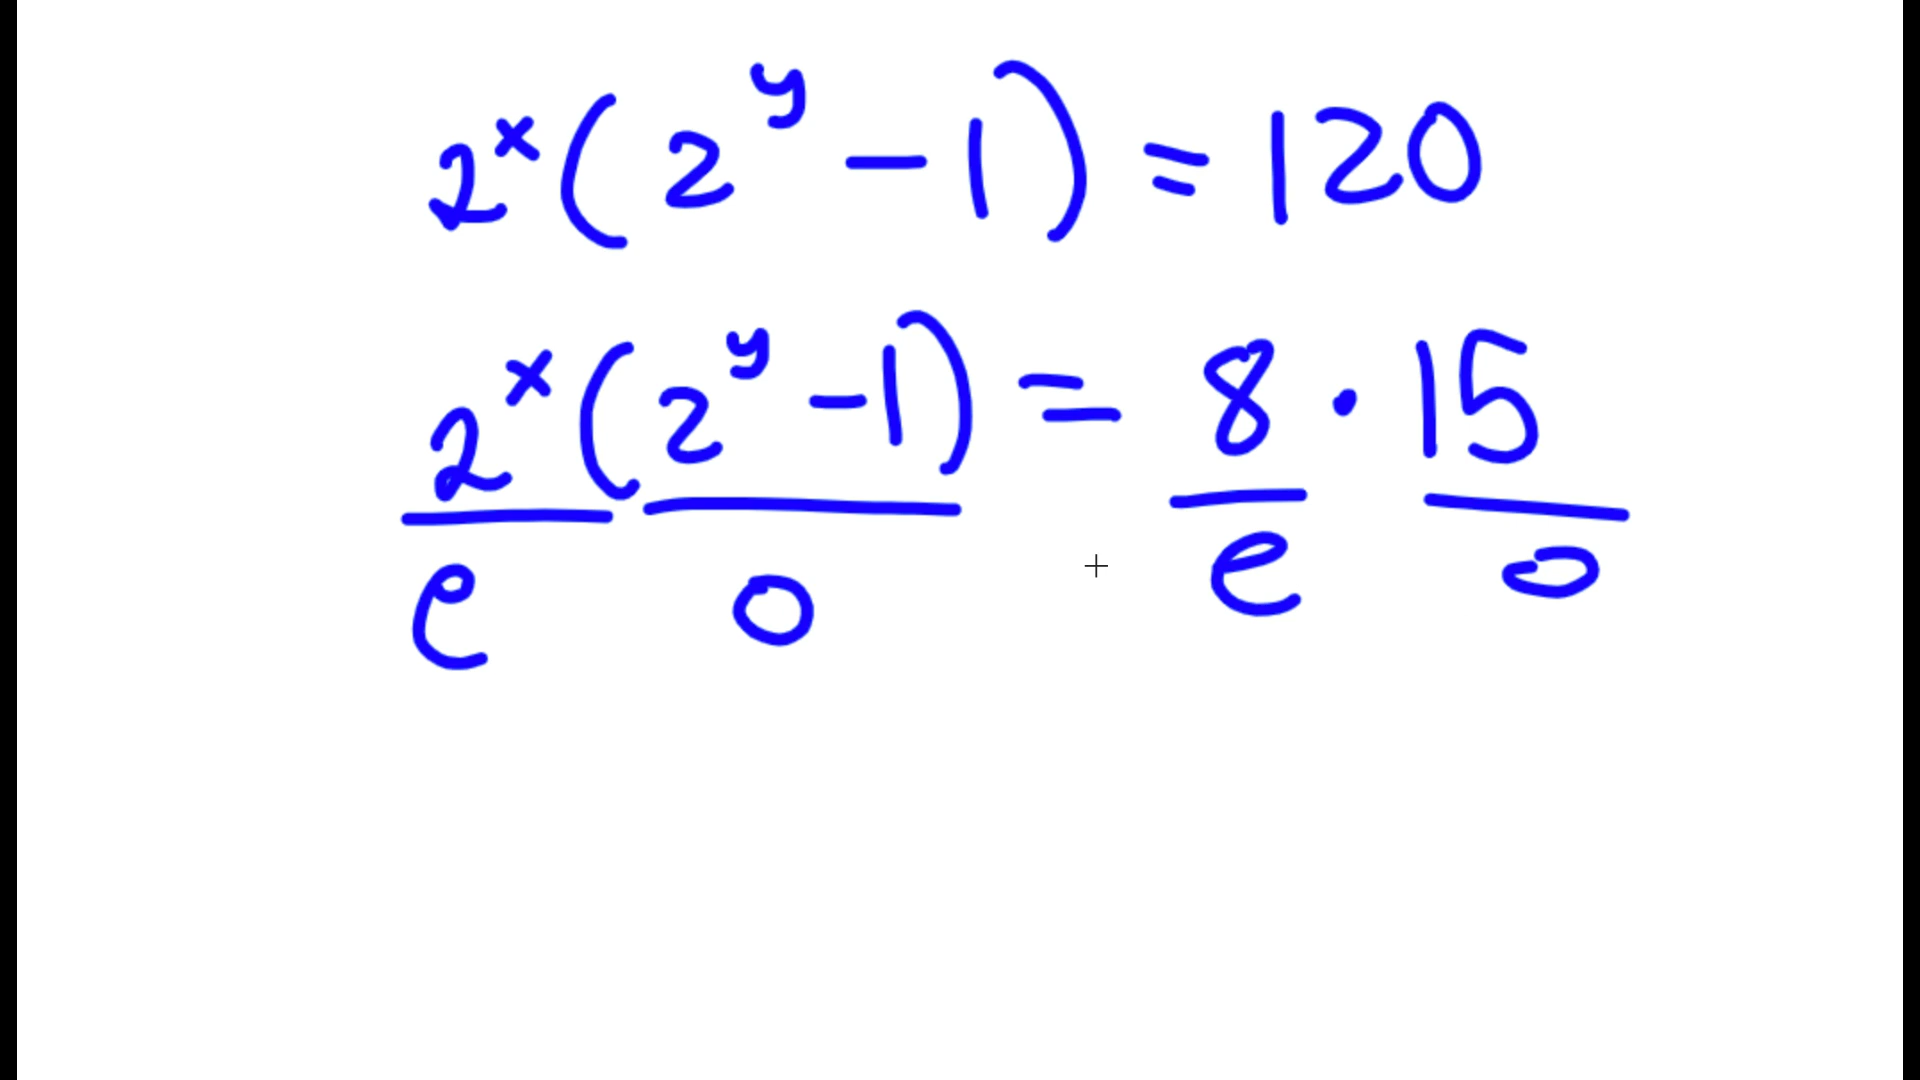 2^x(2^y - 1) = 120
2^x(2^y - 1) = 8 · 15
e o e o